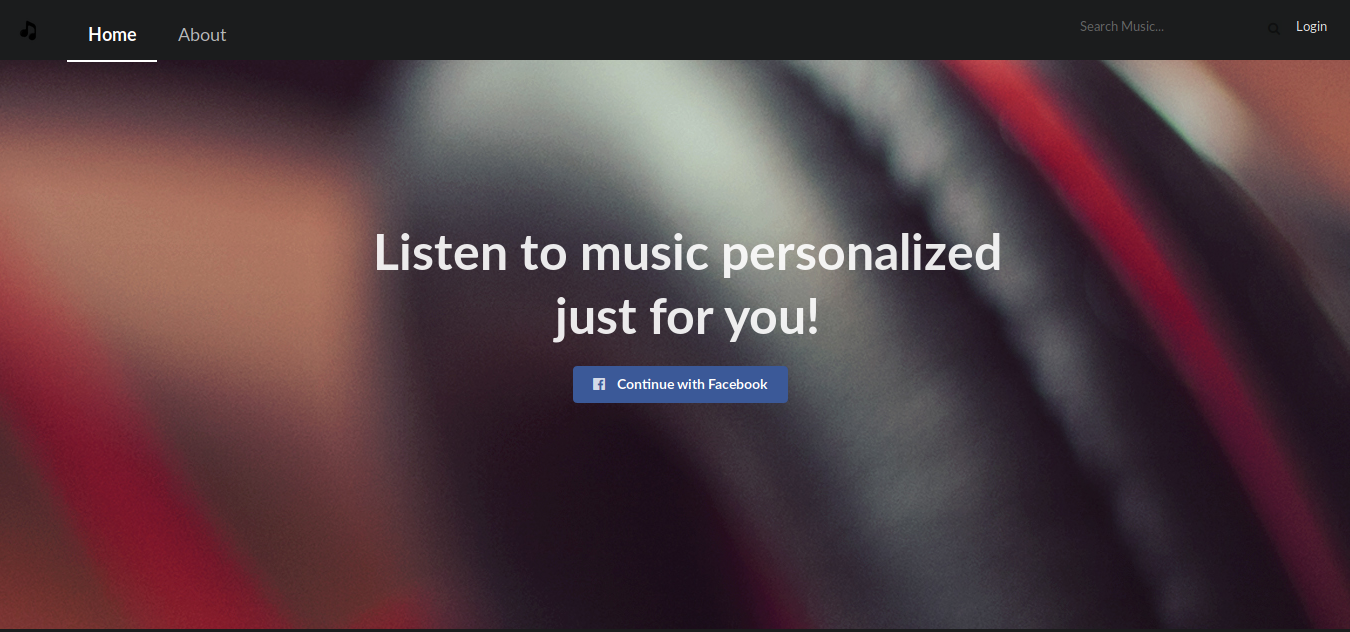 Home
About
Search Music...
Login
Listen to music personalized
just for you!
Continue with Facebook